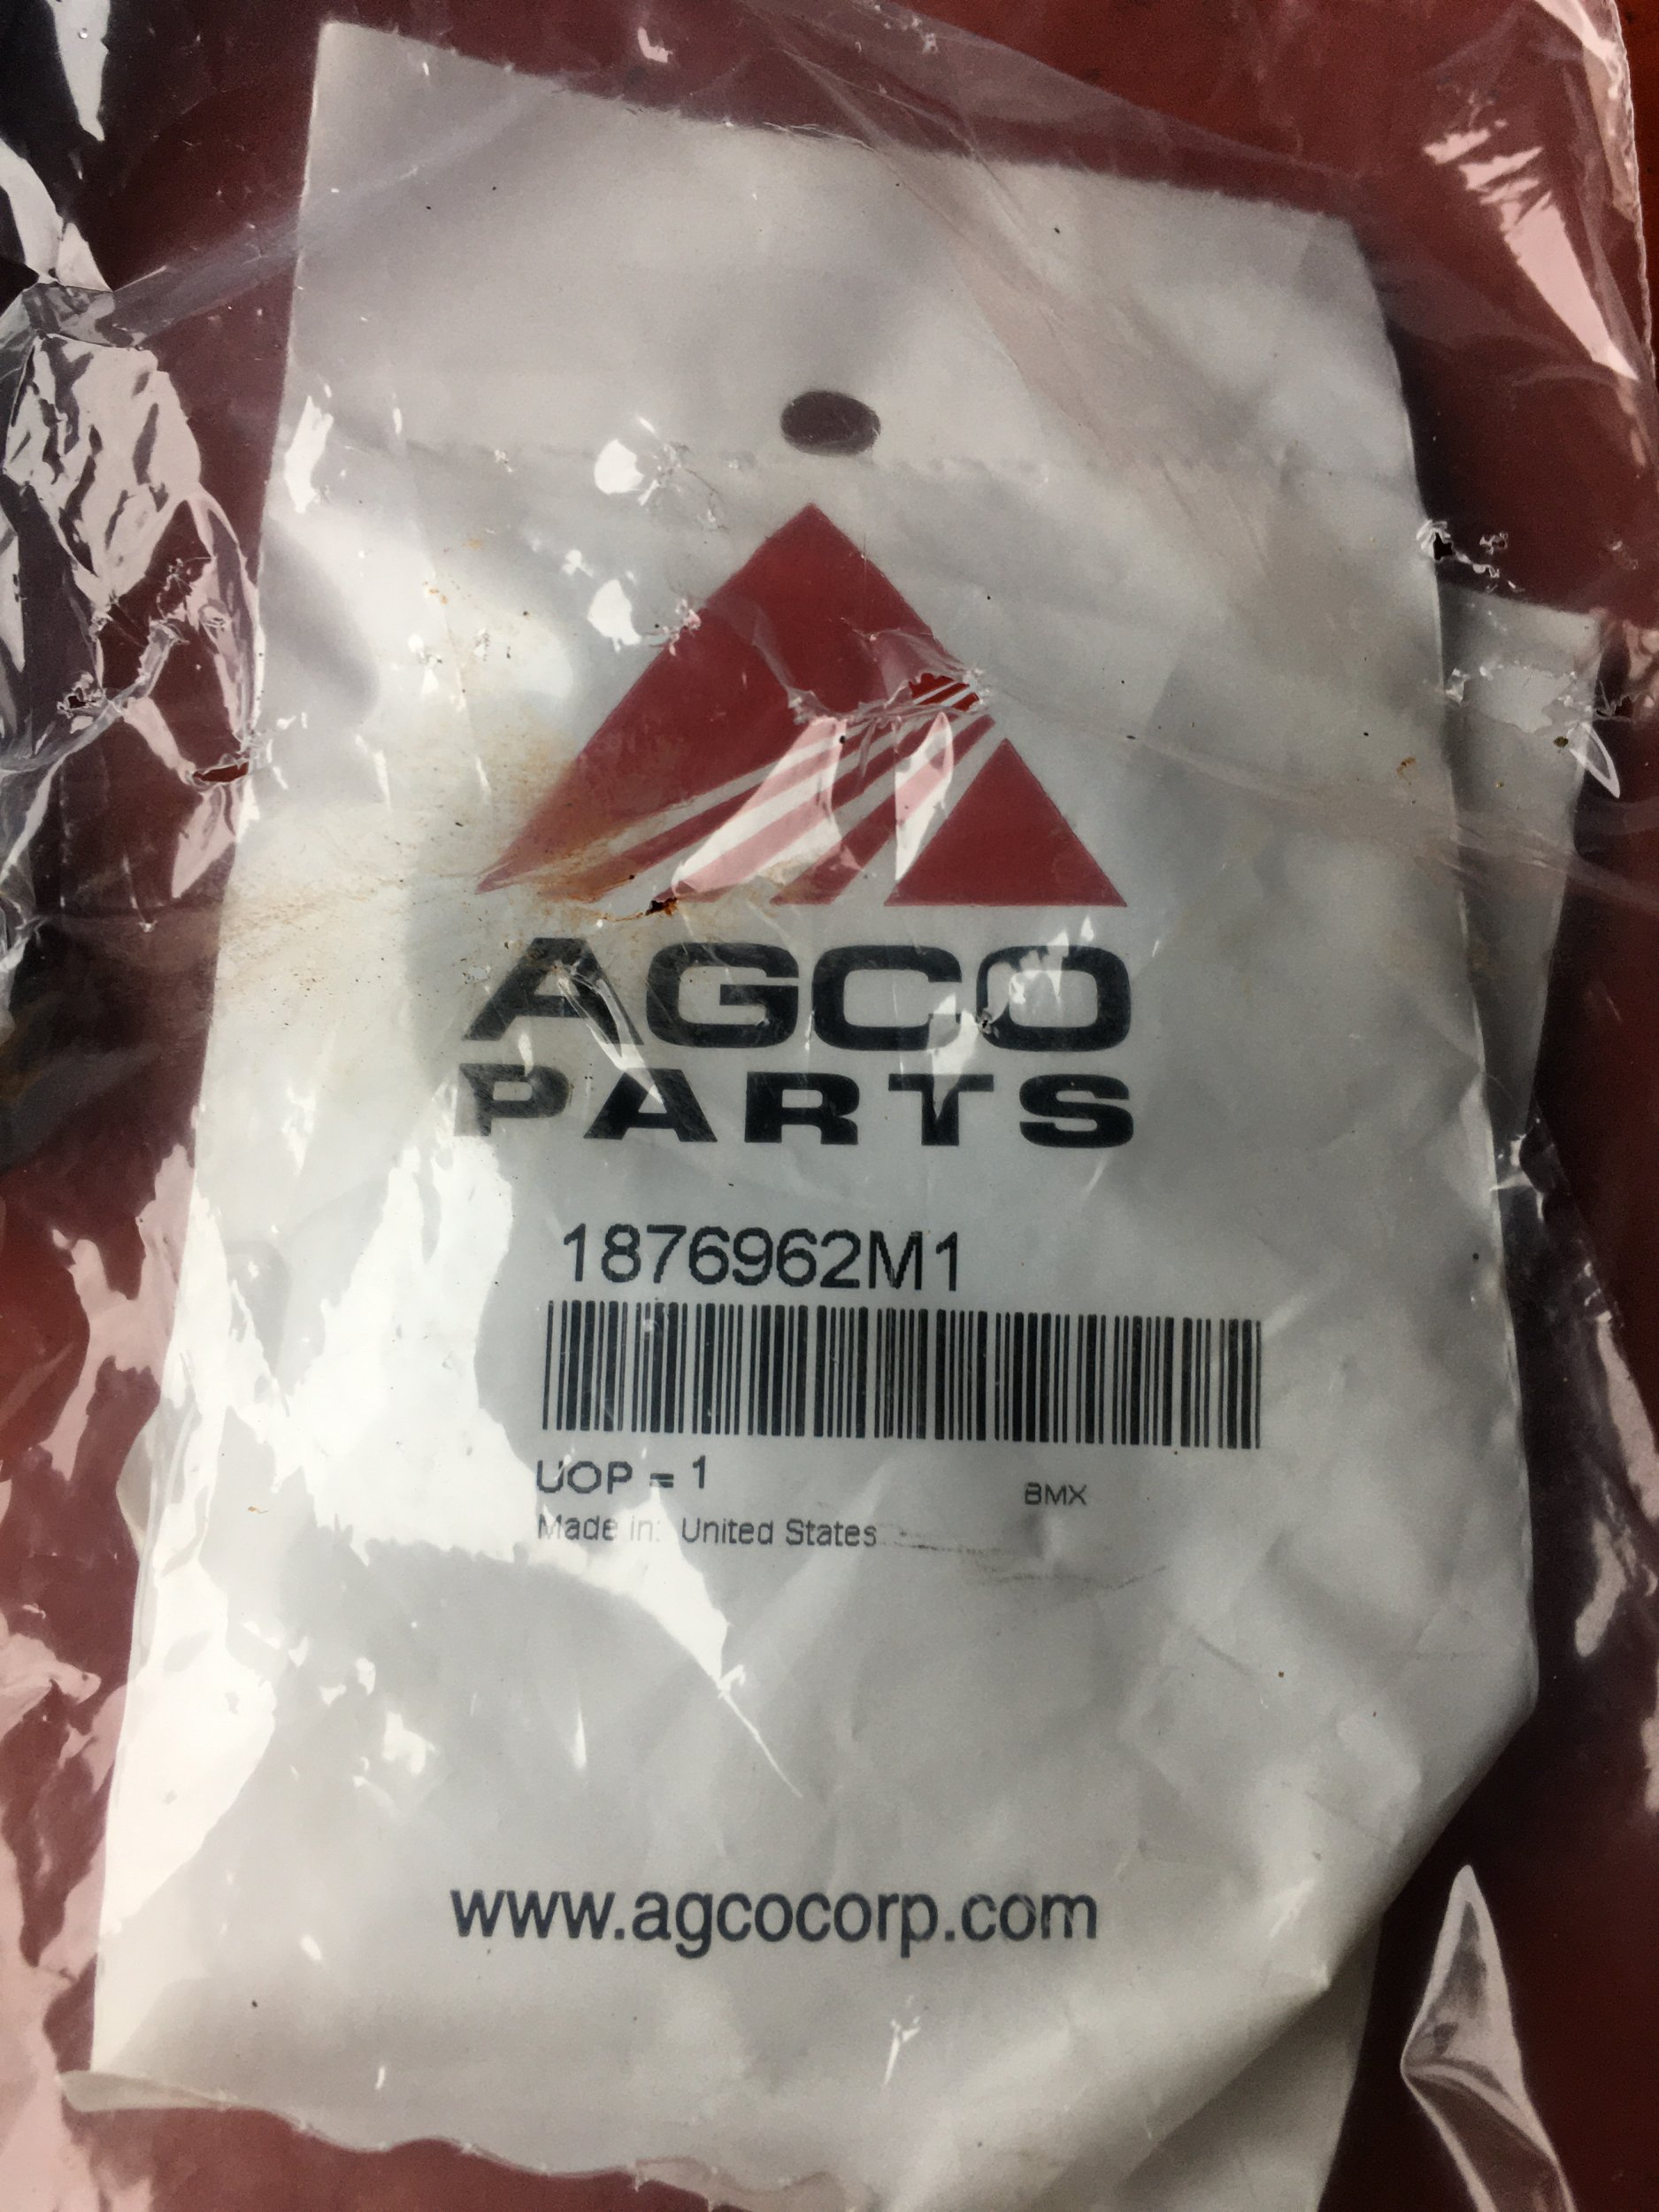 AGCO
PARTS
1876962M1
UOP = 1
BMX
Made in: United States
www.agcocorp.com